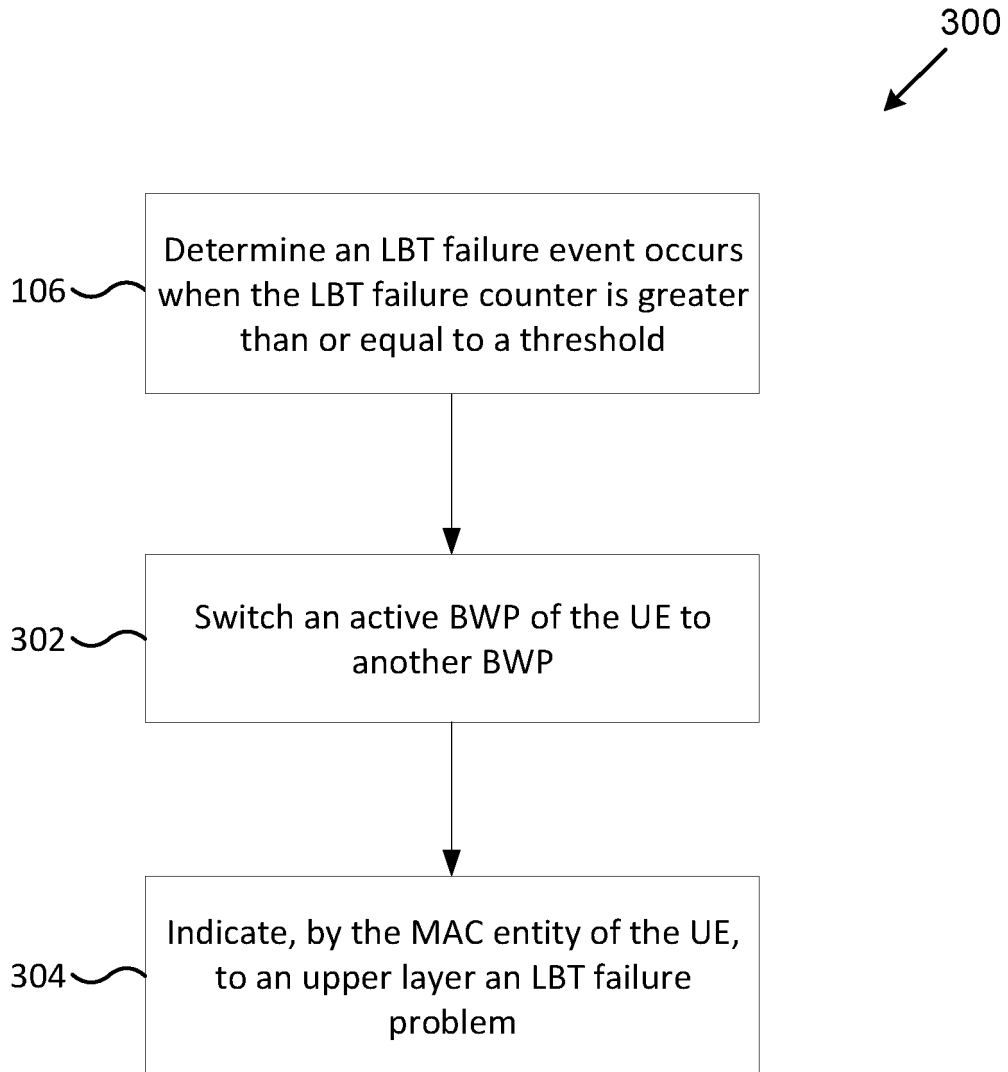 300
106
Determine an LBT failure event occurs
when the LBT failure counter is greater
than or equal to a threshold
302
Switch an active BWP of the UE to
another BWP
304
Indicate, by the MAC entity of the UE,
to an upper layer an LBT failure
problem